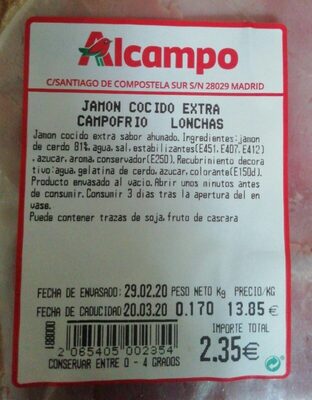 Alcampo
C/SANTIAGO DE COMPOSTELA SUR S/N 28029 MADRID
JAMON COCIDO EXTRA
CAMPOFRIO LONCHAS
Jamon cocido extra sabor ahumado. Ingredientes:jamon
de cerdo 81%,agua,sal,estabilizantes(E451,E407,E412)
,azucar,aroma,conservador(E250). Recubrimiento decora
tivo:agua,gelatina de cerdo,azucar,colorante(E150d).
Producto envasado al vacio.Abrir unos minutos antes
de consumir.Consumir 3 dias tras la apertura del en
vase.
Puede contener trazas de soja,fruto de cascara
FECHA DE ENVASADO: 29.02.20 PESO NETO Kg PRECIO/KG
FECHA DE CADUCIDAD 20.03.20 0.170 13.85€
IMPORTE TOTAL
2.35€
000881
2 065405 002354
CONSERVAR ENTRE 0 - 4 GRADOS